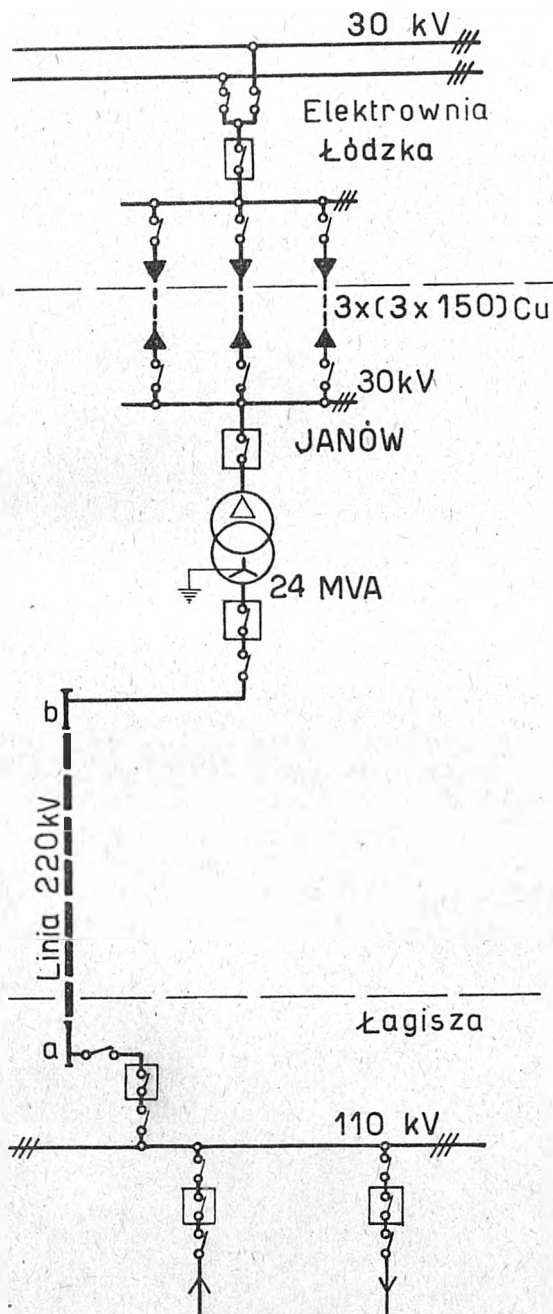 30 kV
Elektrownia
Łódzka
3x(3x150)Cu
30kV
JANÓW
24 MVA
b
Linia 220kV
Łagisza
a
110 kV